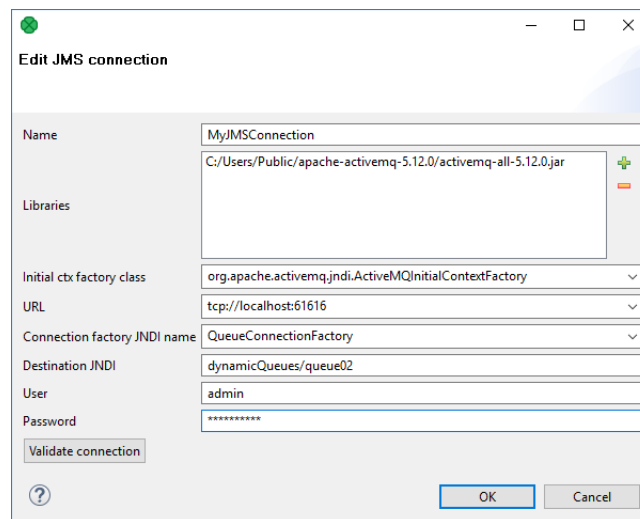 Edit JMS connection
Name MyJMSConnection
Libraries C:/Users/Public/apache-activemq-5.12.0/activemq-all-5.12.0.jar
Initial ctx factory class org.apache.activemq.jndi.ActiveMQInitialContextFactory
URL tcp://localhost:61616
Connection factory JNDI name QueueConnectionFactory
Destination JNDI dynamicQueues/queue02
User admin
Password **********
Validate connection
? OK Cancel